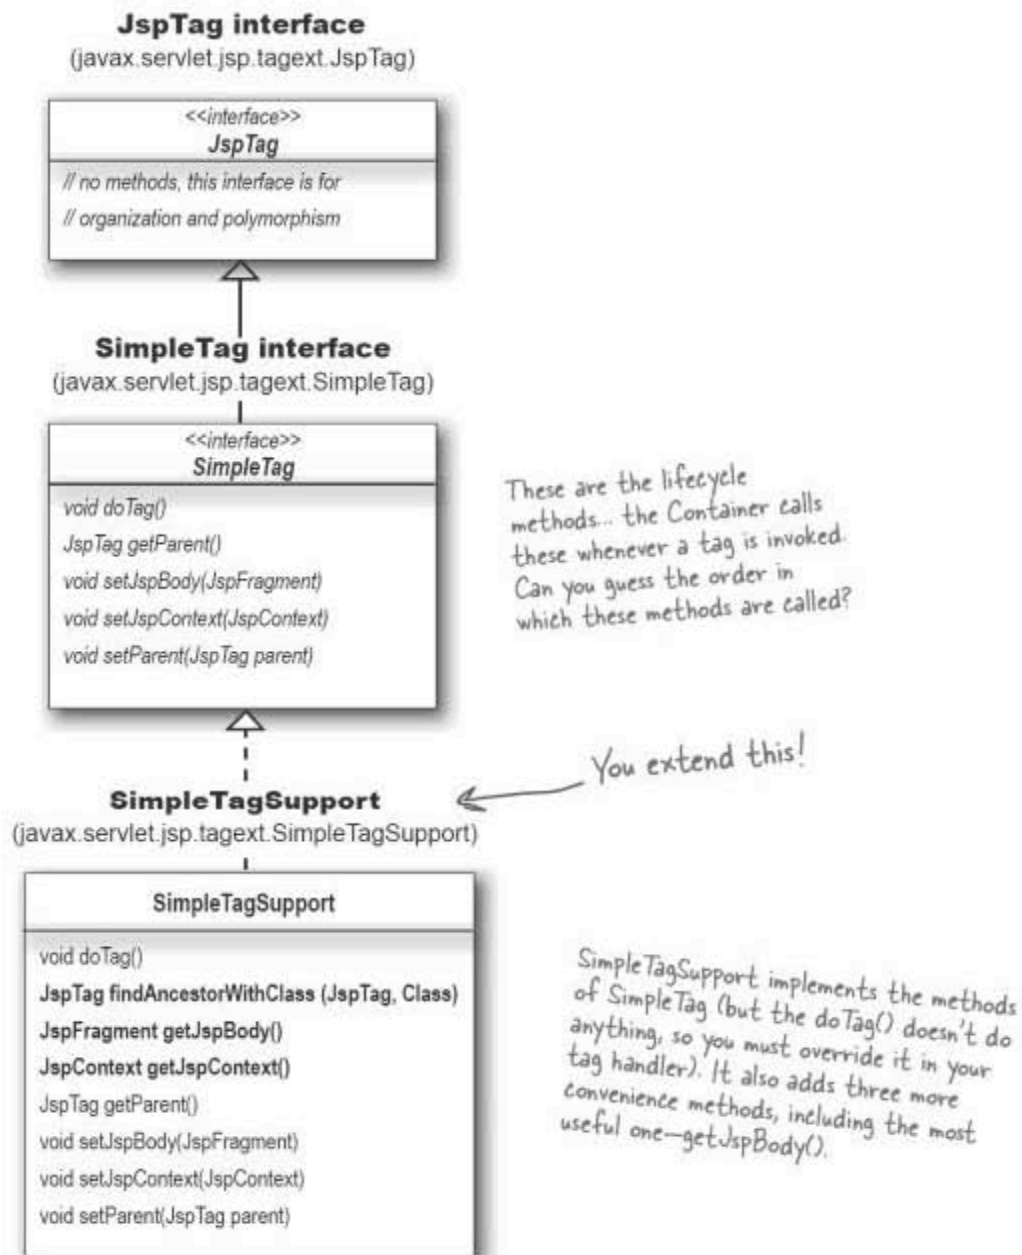 JspTag interface
(javax.servlet.jsp.tagext.JspTag)
<<interface>>
JspTag
// no methods, this interface is for
// organization and polymorphism
SimpleTag interface
(javax.servlet.jsp.tagext.SimpleTag)
<<interface>>
SimpleTag
void doTag()
JspTag getParent()
void setJspBody(JspFragment)
void setJspContext(JspContext)
void setParent(JspTag parent)
These are the lifecycle
methods... the Container calls
these whenever a tag is invoked.
Can you guess the order in
which these methods are called?
You extend this!
SimpleTagSupport
(javax.servlet.jsp.tagext.SimpleTagSupport)
SimpleTagSupport
void doTag()
JspTag findAncestorWithClass (JspTag, Class)
JspFragment getJspBody()
JspContext getJspContext()
JspTag getParent()
void setJspBody(JspFragment)
void setJspContext(JspContext)
void setParent(JspTag parent)
SimpleTagSupport implements the methods
of SimpleTag (but the doTag() doesn't do
anything, so you must override it in your
tag handler). It also adds three more
convenience methods, including the most
useful one—getJspBody().